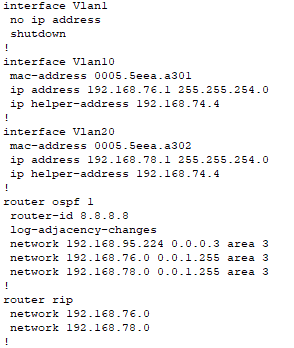 interface Vlan1
 no ip address
 shutdown
!
interface Vlan10
 mac-address 0005.5eea.a301
 ip address 192.168.76.1 255.255.254.0
 ip helper-address 192.168.74.4
!
interface Vlan20
 mac-address 0005.5eea.a302
 ip address 192.168.78.1 255.255.254.0
 ip helper-address 192.168.74.4
!
router ospf 1
 router-id 8.8.8.8
 log-adjacency-changes
 network 192.168.95.224 0.0.0.3 area 3
 network 192.168.76.0 0.0.1.255 area 3
 network 192.168.78.0 0.0.1.255 area 3
!
router rip
 network 192.168.76.0
 network 192.168.78.0
!